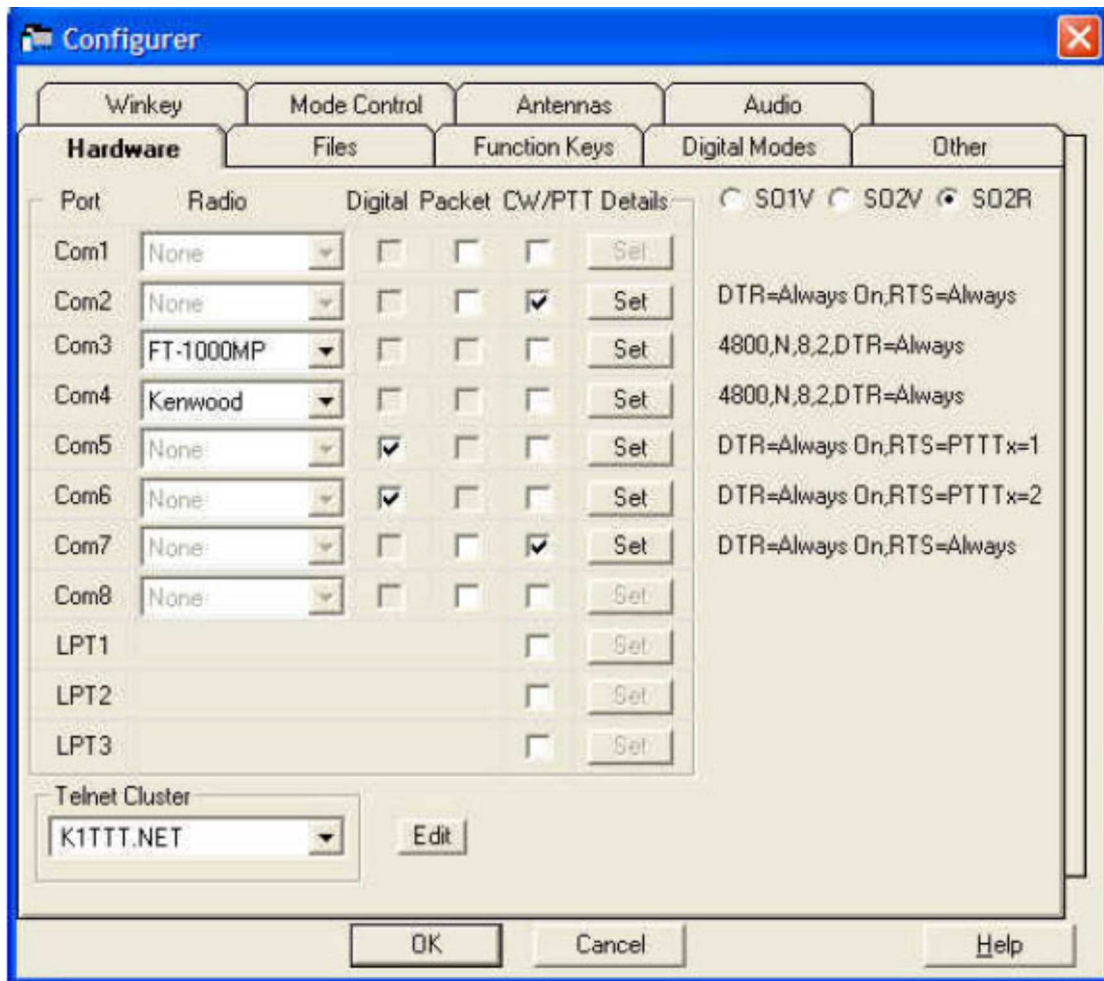 Configurer
Winkey Mode Control Antennas Audio
Hardware Files Function Keys Digital Modes Other
Port Radio Digital Packet CW/PTT Details SO1V SO2V SO2R
Com1 None Set
Com2 None Set DTR=Always On,RTS=Always
Com3 FT-1000MP Set 4800,N,8,2,DTR=Always
Com4 Kenwood Set 4800,N,8,2,DTR=Always
Com5 None Set DTR=Always On,RTS=PTTTx=1
Com6 None Set DTR=Always On,RTS=PTTTx=2
Com7 None Set DTR=Always On,RTS=Always
Com8 None Set
LPT1 Set
LPT2 Set
LPT3 Set
Telnet Cluster
K1TTT.NET Edit
OK Cancel Help